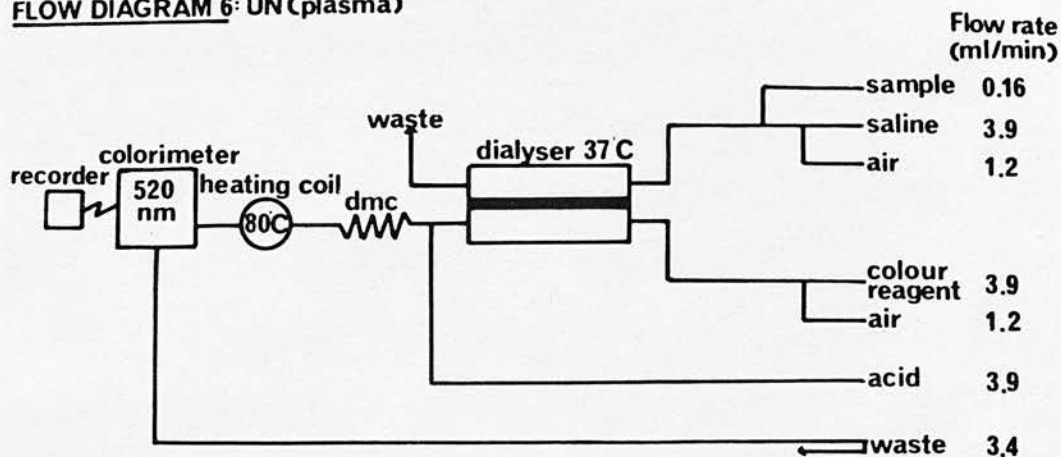 FLOW DIAGRAM 6: UN (plasma)
Flow rate
(ml/min)
sample 0.16
waste
saline 3.9
colorimeter
dialyser 37°C
air 1.2
recorder
520
nm
heating coil
dmc
80°C
colour
reagent 3.9
air 1.2
acid 3.9
waste 3.4